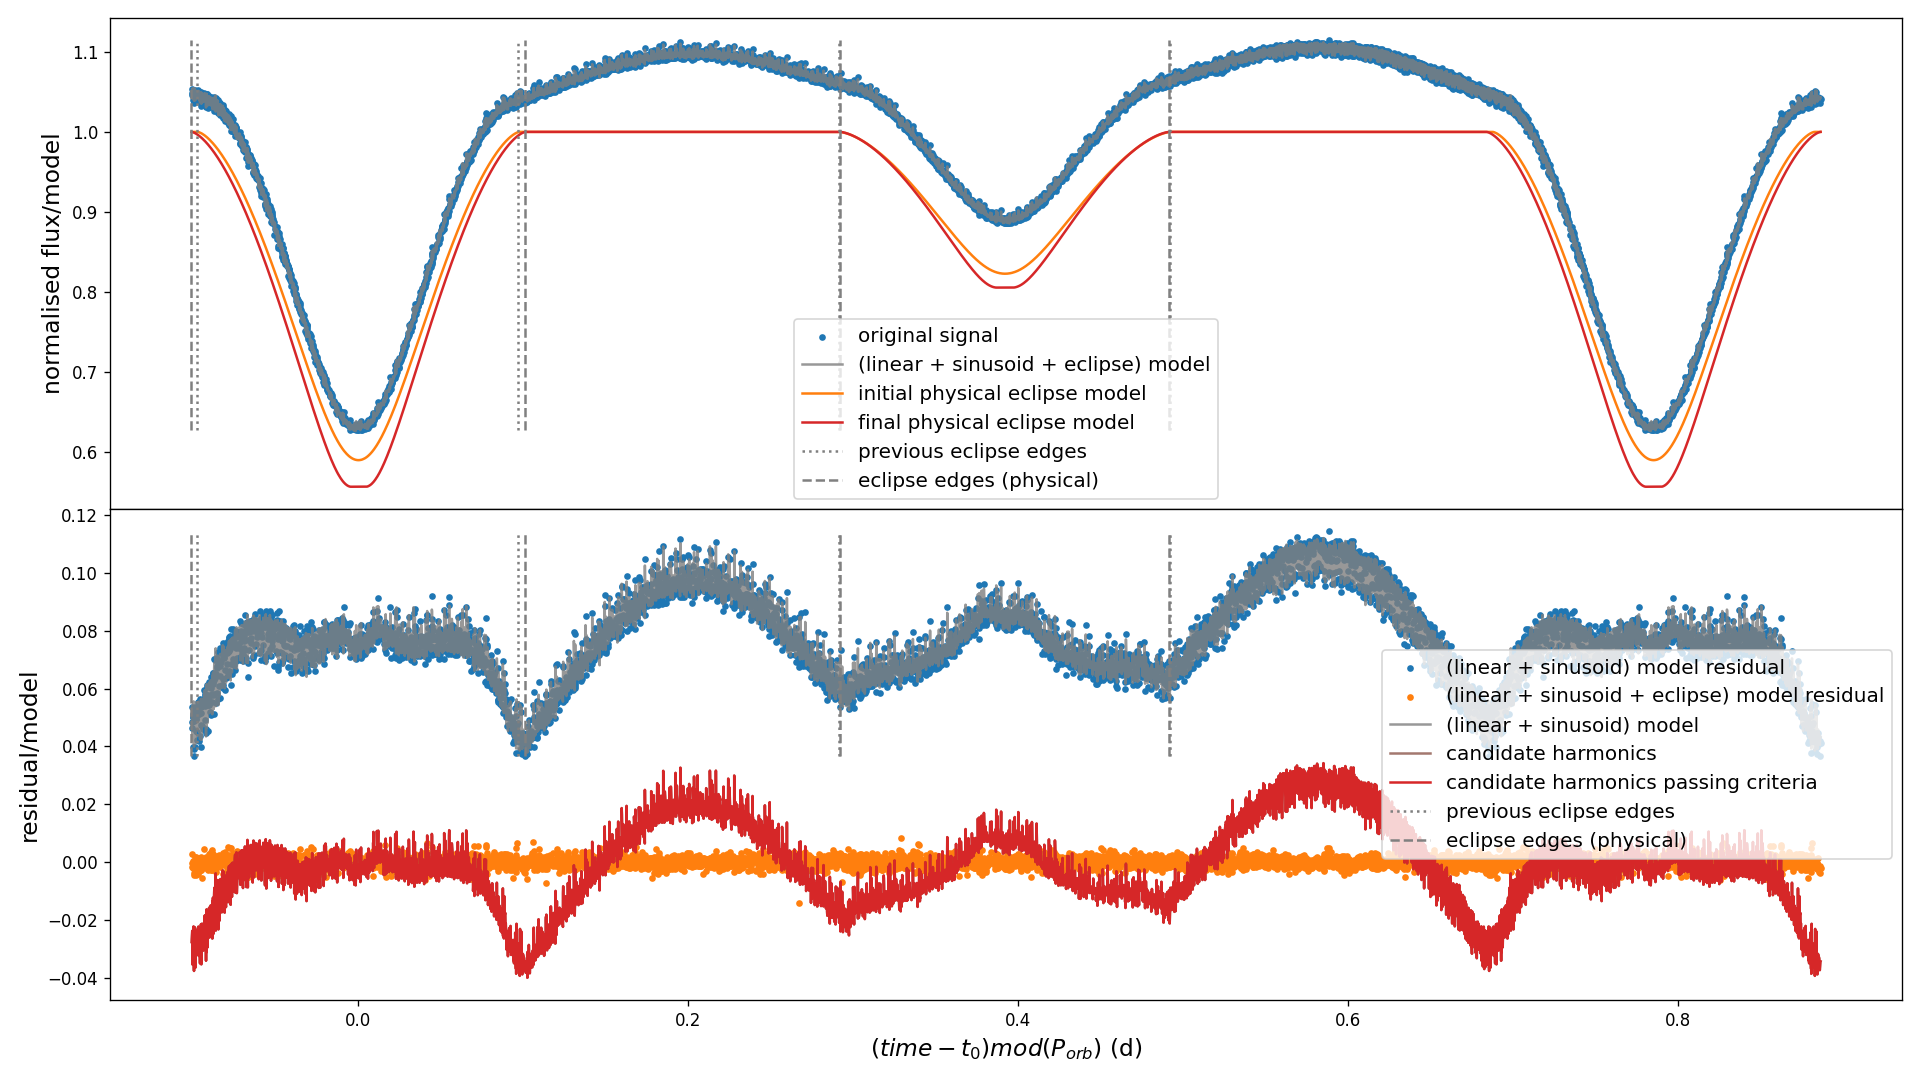 normalised flux/model
1.1
1.0
0.9
0.8
0.7
0.6
original signal
(linear + sinusoid + eclipse) model
initial physical eclipse model
final physical eclipse model
previous eclipse edges
eclipse edges (physical)
residual/model
0.12
0.10
0.08
0.06
0.04
0.02
0.00
−0.02
−0.04
(linear + sinusoid) model residual
(linear + sinusoid + eclipse) model residual
(linear + sinusoid) model
candidate harmonics
candidate harmonics passing criteria
previous eclipse edges
eclipse edges (physical)
0.0 0.2 0.4 0.6 0.8
(time − t₀)mod(P_orb) (d)